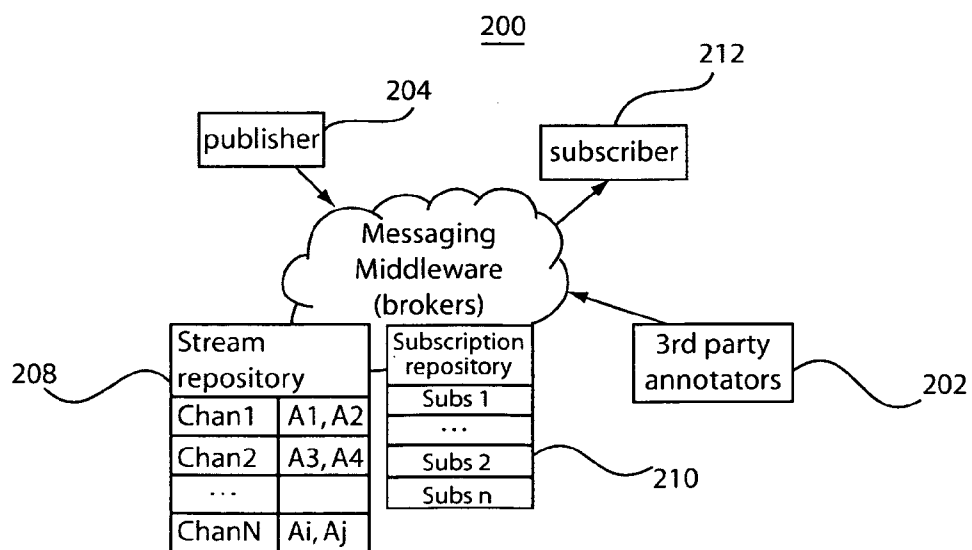 200
212
204
publisher
subscriber
Messaging
Middleware
(brokers)
Stream
repository
Subscription
repository
3rd party
annotators
208
202
Chan1 A1, A2
Chan2 A3, A4
...
ChanN Ai, Aj
Subs 1
...
Subs 2
Subs n
210